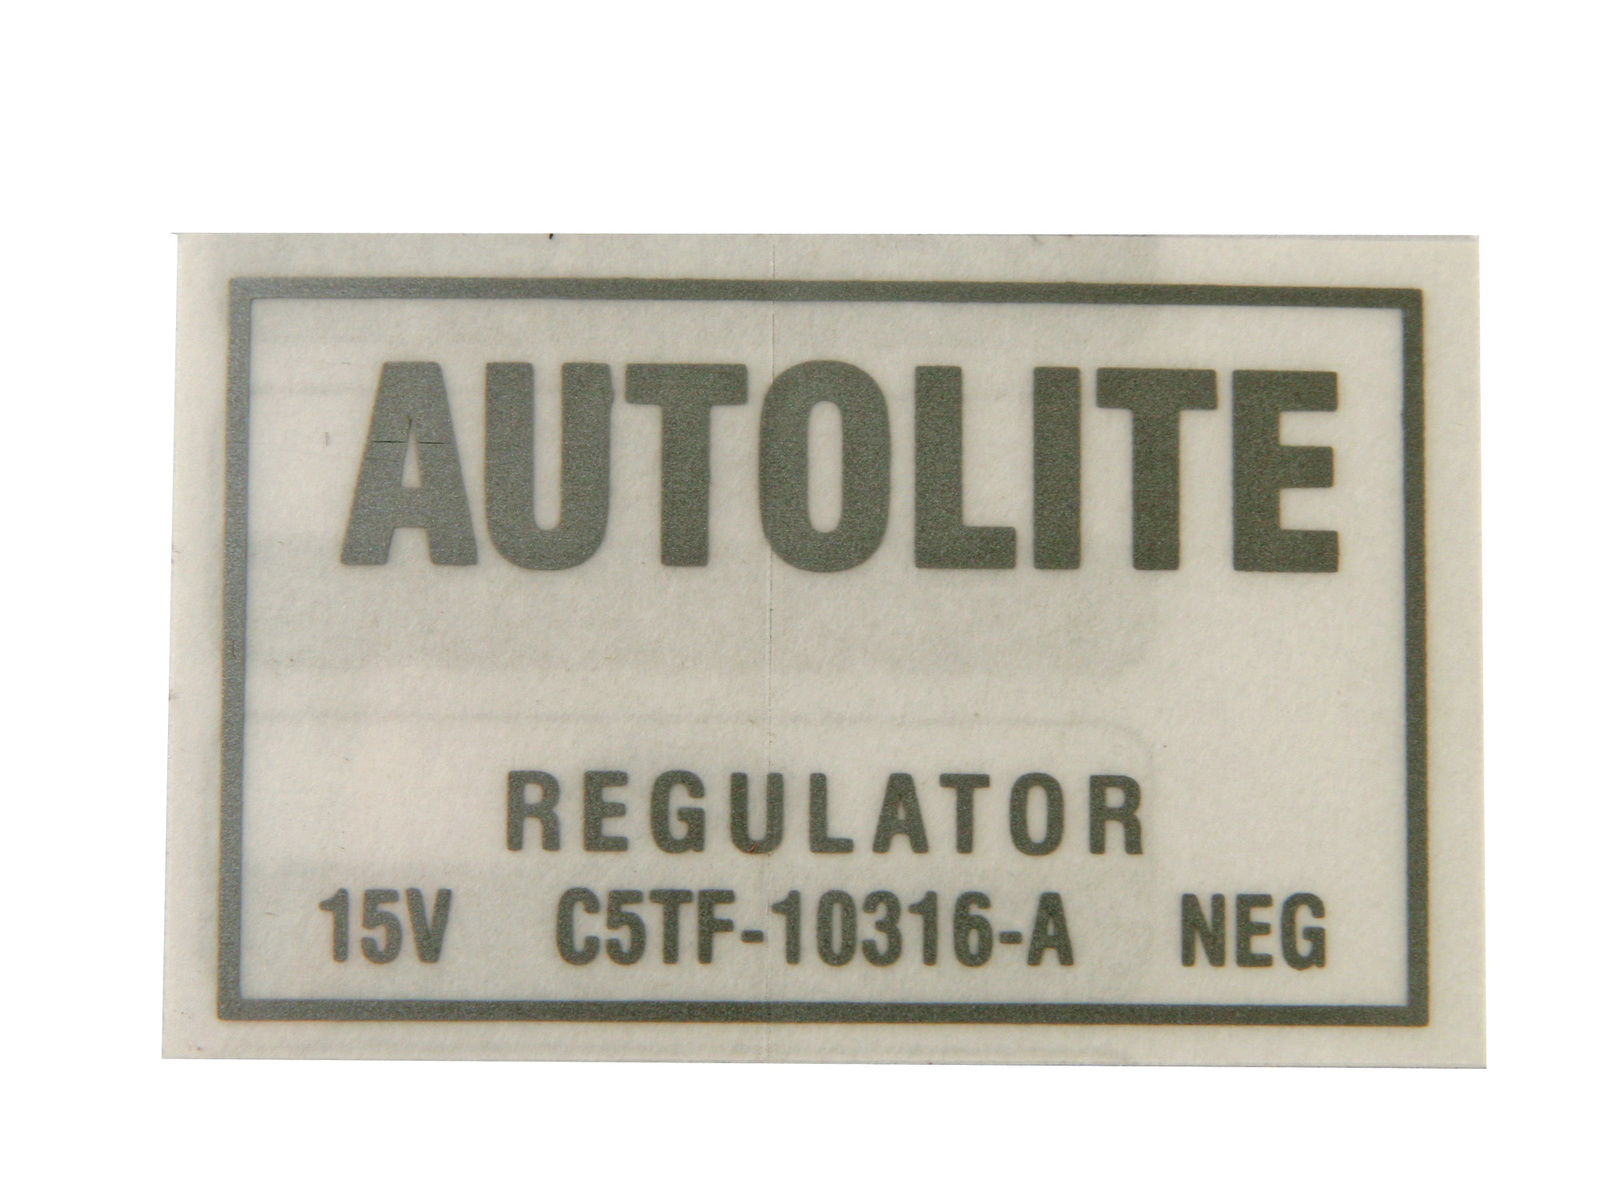 AUTOLITE
REGULATOR
15V C5TF-10316-A NEG